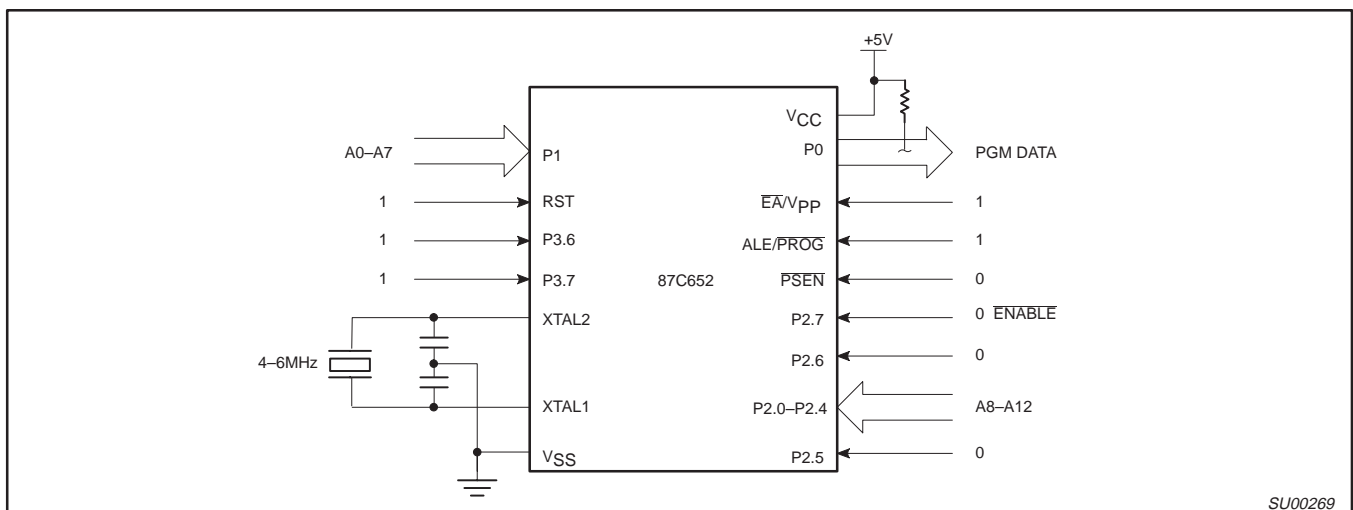 +5V
VCC
A0–A7
P1
P0
PGM DATA
1
RST
EA/VPP
1
1
P3.6
ALE/PROG
1
1
P3.7
87C652
PSEN
0
XTAL2
P2.7
0 ENABLE
4–6MHz
P2.6
0
XTAL1
P2.0–P2.4
A8–A12
VSS
P2.5
0
SU00269